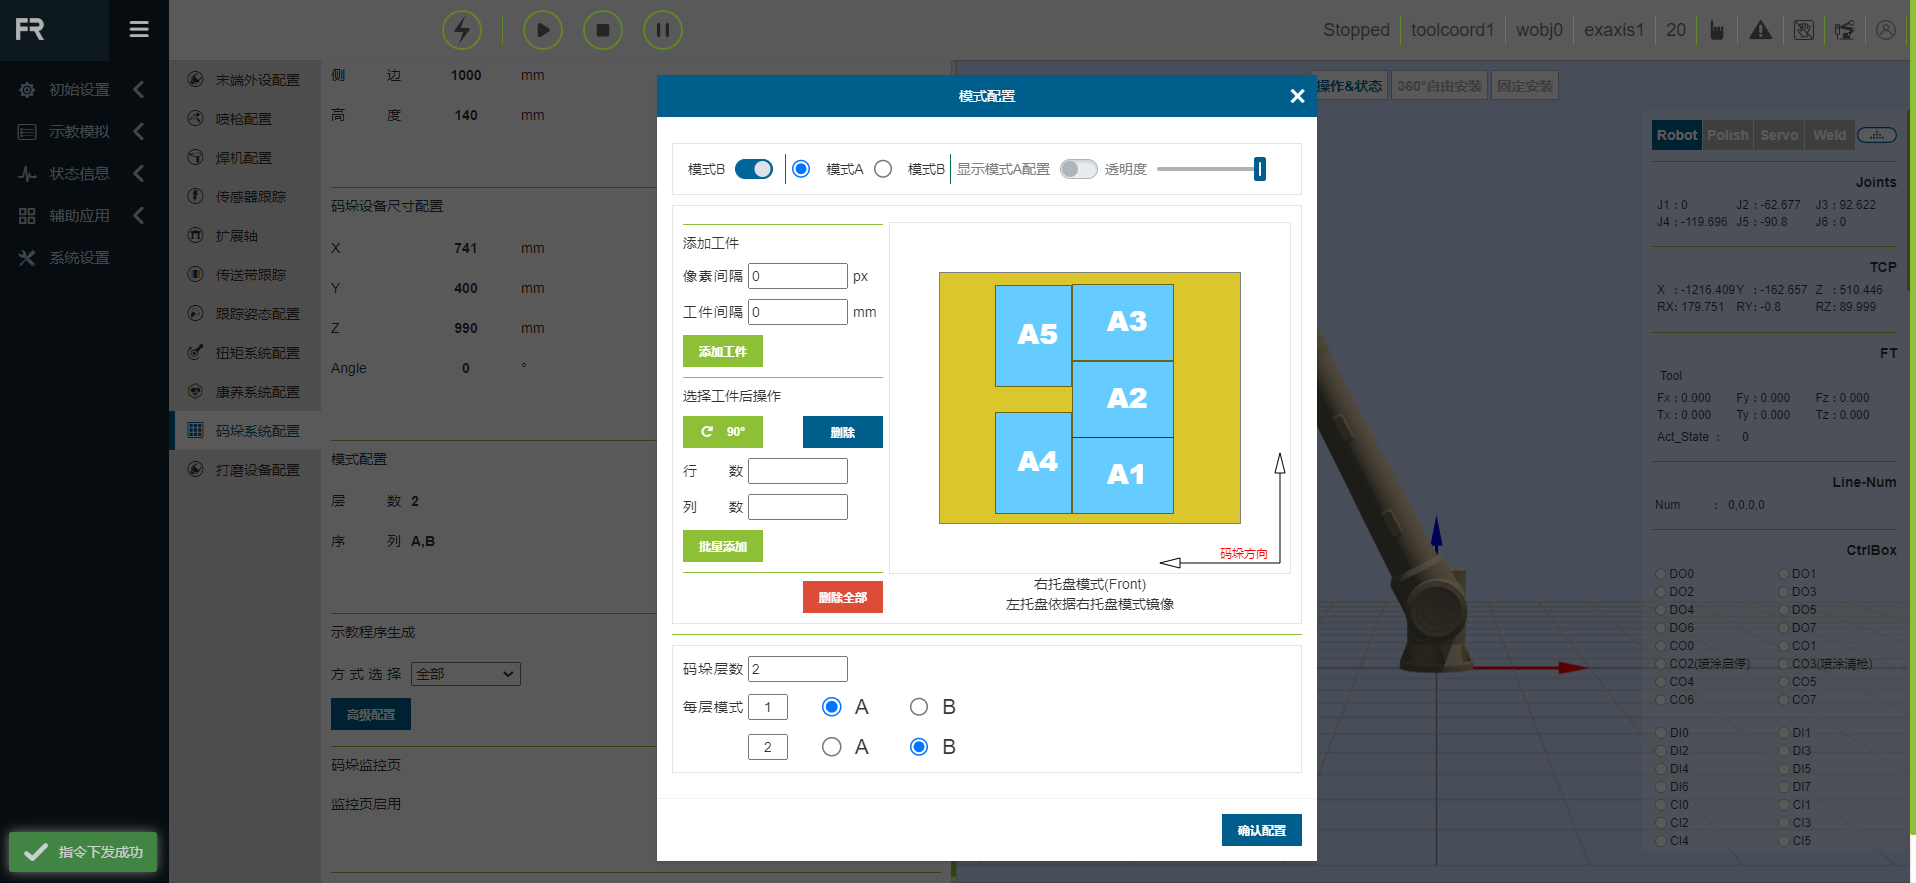 FR
Stopped
toolcoord1
wobj0
exaxis1
20
初始设置
示教模拟
状态信息
辅助应用
系统设置
末端外设配置
喷枪配置
焊机配置
传感器跟踪
扩展轴
传送带跟踪
跟踪姿态配置
扭矩系统配置
康养系统配置
码垛系统配置
打磨设备配置
侧 边 1000 mm
高 度 140 mm
码垛设备尺寸配置
X 741 mm
Y 400 mm
Z 990 mm
Angle 0 °
模式配置
层 数 2
序 列 A,B
示教程序生成
方式选择 全部
高级配置
码垛监控页
监控页启用
模式配置
模式B 模式A 模式B 显示模式A配置 透明度
添加工件
像素间隔 0 px
工件间隔 0 mm
添加工件
选择工件后操作
90° 删除
行 数
列 数
批量添加
删除全部
A5 A3
A2
A4 A1
码垛方向
右托盘模式(Front)
左托盘依据右托盘模式镜像
码垛层数 2
每层模式 1 A B
2 A B
确认配置
操作&状态 360°自由安装 固定安装
Robot Polish Servo Weld
Joints
J1 : 0 J2 : -62.677 J3 : 92.622
J4 : -119.696 J5 : -90.8 J6 : 0
TCP
X : -1216.409 Y : -162.657 Z : 510.446
RX: 179.751 RY: -0.8 RZ: 89.999
FT
Tool
Fx : 0.000 Fy : 0.000 Fz : 0.000
Tx : 0.000 Ty : 0.000 Tz : 0.000
Act_State : 0
Line-Num
Num : 0,0,0,0
CtrlBox
DO0 DO1
DO2 DO3
DO4 DO5
DO6 DO7
CO0 CO1
CO2(喷涂启停) CO3(喷涂清枪)
CO4 CO5
CO6 CO7
DI0 DI1
DI2 DI3
DI4 DI5
DI6 DI7
CI0 CI1
CI2 CI3
CI4 CI5
指令下发成功